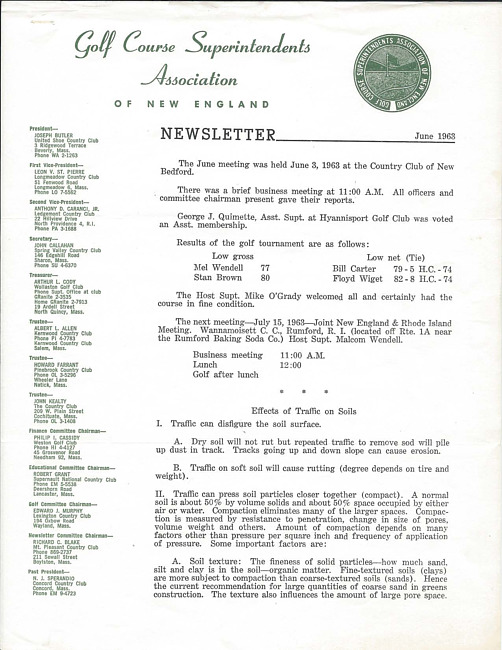 Golf Course Superintendents
Association
OF NEW ENGLAND
GOLF COURSE SUPERINTENDENTS ASSOCIATION OF NEW ENGLAND
NEWSLETTER
June 1963
President—
JOSEPH BUTLER
United Shoe Country Club
3 Ridgewood Terrace
Beverly, Mass.
Phone WA 3-1263
First Vice-President—
LEON V. ST. PIERRE
Longmeadow Country Club
51 Fernwood Road
Longmeadow 6, Mass.
Phone LO 7-5562
Second Vice-President—
ANTHONY D. CARANCI, JR.
Ledgemont Country Club
22 Hillview Drive
North Providence 4, R.I.
Phone PA 3-1688
Secretary—
JOHN CALLAHAN
Spring Valley Country Club
146 Edgehill Road
Sharon, Mass.
Phone SU 4-6370
Treasurer—
ARTHUR L. CODY
Wollaston Golf Club
Phone Supt. Office at club
GRanite 2-3535
Home GRanite 2-7913
19 Ardell Street
North Quincy, Mass.
Trustee—
ALBERT L. ALLEN
Kernwood Country Club
Phone PI 4-7783
Kernwood Country Club
Salem, Mass.
Trustee—
HOWARD FARRANT
Pinebrook Country Club
Phone OL 3-5296
Wheeler Lane
Natick, Mass.
Trustee—
JOHN KEALTY
The Country Club
209 W. Plain Street
Cochituate, Mass.
Phone OL 3-1408
Finance Committee Chairman—
PHILIP I. CASSIDY
Weston Golf Club
Phone HI 4-4127
45 Grasvenor Road
Needham 92, Mass.
Educational Committee Chairman—
ROBERT GRANT
Superneult National Country Club
Phone EM 5-5538
Deershorn Road
Lancaster, Mass.
Golf Committee Chairman—
EDWARD J. MURPHY
Lexington Country Club
194 Oxbow Road
Wayland, Mass.
Newsletter Committee Chairman—
RICHARD C. BLAKE
Mt. Pleasant Country Club
Phone 869-2737
211 Sewall Street
Boylston, Mass.
Past President—
N. J. SPERANDIO
Concord Country Club
Concord, Mass.
Phone EM 9-4723
The June meeting was held June 3, 1963 at the Country Club of New
Bedford.
There was a brief business meeting at 11:00 A.M. All officers and
committee chairman present gave their reports.
George J. Quimette, Asst. Supt. at Hyannisport Golf Club was voted
an Asst. membership.
Results of the golf tournament are as follows:
Low gross Low net (Tie)
Mel Wendell 77 Bill Carter 79 - 5 H.C. - 74
Stan Brown 80 Floyd Wiget 82 - 8 H.C. - 74
The Host Supt. Mike O'Grady welcomed all and certainly had the
course in fine condition.
The next meeting—July 15, 1963—Joint New England & Rhode Island
Meeting. Wannamoisett C. C., Rumford, R. I. (located off Rte. 1A near
the Rumford Baking Soda Co.) Host Supt. Malcom Wendell.
Business meeting 11:00 A.M.
Lunch 12:00
Golf after lunch
* * *
Effects of Traffic on Soils
I. Traffic can disfigure the soil surface.
A. Dry soil will not rut but repeated traffic to remove sod will pile
up dust in track. Tracks going up and down slope can cause erosion.
B. Traffic on soft soil will cause rutting (degree depends on tire and
weight).
II. Traffic can press soil particles closer together (compact). A normal
soil is about 50% by volume solids and about 50% space occupied by either
air or water. Compaction eliminates many of the larger spaces. Compac-
tion is measured by resistance to penetration, change in size of pores,
volume weight and others. Amount of compaction depends on many
factors other than pressure per square inch and frequency of application
of pressure. Some important factors are:
A. Soil texture: The fineness of solid particles—how much sand,
silt and clay is in the soil—organic matter. Fine-textured soils (clays)
are more subject to compaction than coarse-textured soils (sands). Hence
the current recommendation for large quantities of coarse sand in greens
construction. The texture also influences the amount of large pore space.